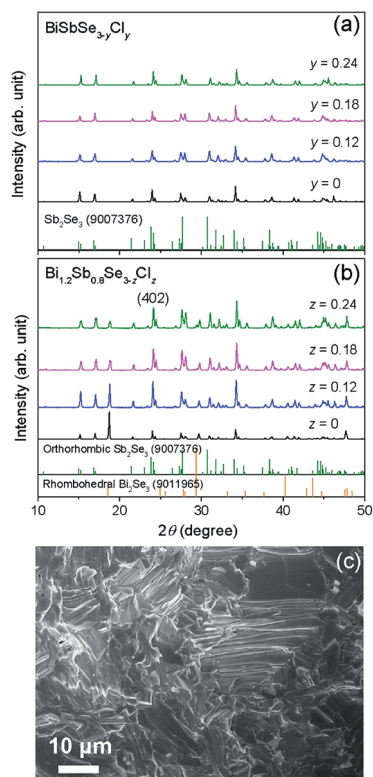 (a)
BiSbSe3-yCly
y = 0.24
y = 0.18
y = 0.12
y = 0
Intensity (arb. unit)
Sb2Se3 (9007376)
(b)
Bi1.2Sb0.8Se3-zClz
(402)
z = 0.24
z = 0.18
z = 0.12
z = 0
Intensity (arb. unit)
Orthorhombic Sb2Se3 (9007376)
Rhombohedral Bi2Se3 (9011965)
10 20 30 40 50
2θ (degree)
(c)
10 µm